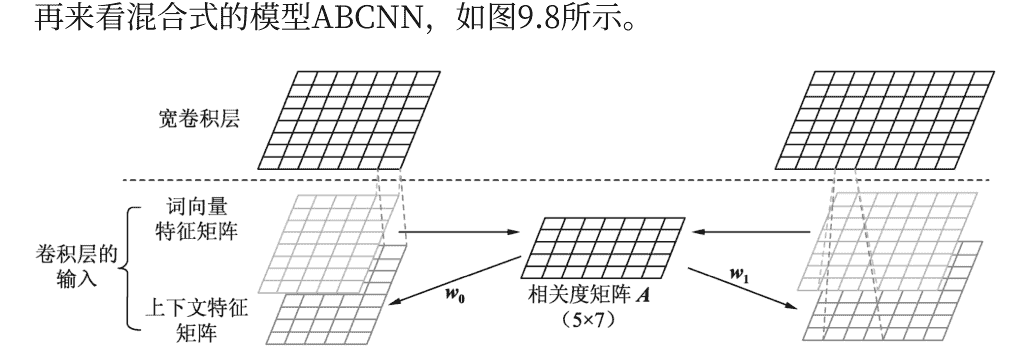 再来看混合式的模型ABCNN，如图9.8所示。
宽卷积层
词向量
特征矩阵
卷积层的
输入
上下文特征
矩阵
w₀
相关度矩阵 A
（5×7）
w₁